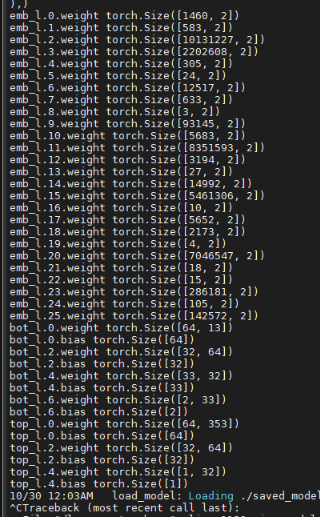 ),)
emb_l.0.weight torch.Size([1460, 2])
emb_l.1.weight torch.Size([583, 2])
emb_l.2.weight torch.Size([10131227, 2])
emb_l.3.weight torch.Size([2202608, 2])
emb_l.4.weight torch.Size([305, 2])
emb_l.5.weight torch.Size([24, 2])
emb_l.6.weight torch.Size([12517, 2])
emb_l.7.weight torch.Size([633, 2])
emb_l.8.weight torch.Size([3, 2])
emb_l.9.weight torch.Size([93145, 2])
emb_l.10.weight torch.Size([5683, 2])
emb_l.11.weight torch.Size([8351593, 2])
emb_l.12.weight torch.Size([3194, 2])
emb_l.13.weight torch.Size([27, 2])
emb_l.14.weight torch.Size([14992, 2])
emb_l.15.weight torch.Size([5461306, 2])
emb_l.16.weight torch.Size([10, 2])
emb_l.17.weight torch.Size([5652, 2])
emb_l.18.weight torch.Size([2173, 2])
emb_l.19.weight torch.Size([4, 2])
emb_l.20.weight torch.Size([7046547, 2])
emb_l.21.weight torch.Size([18, 2])
emb_l.22.weight torch.Size([15, 2])
emb_l.23.weight torch.Size([286181, 2])
emb_l.24.weight torch.Size([105, 2])
emb_l.25.weight torch.Size([142572, 2])
bot_l.0.weight torch.Size([64, 13])
bot_l.0.bias torch.Size([64])
bot_l.2.weight torch.Size([32, 64])
bot_l.2.bias torch.Size([32])
bot_l.4.weight torch.Size([33, 32])
bot_l.4.bias torch.Size([33])
bot_l.6.weight torch.Size([2, 33])
bot_l.6.bias torch.Size([2])
top_l.0.weight torch.Size([64, 353])
top_l.0.bias torch.Size([64])
top_l.2.weight torch.Size([32, 64])
top_l.2.bias torch.Size([32])
top_l.4.weight torch.Size([1, 32])
top_l.4.bias torch.Size([1])
10/30 12:03AM load_model: Loading ./saved_model
^CTraceback (most recent call last):